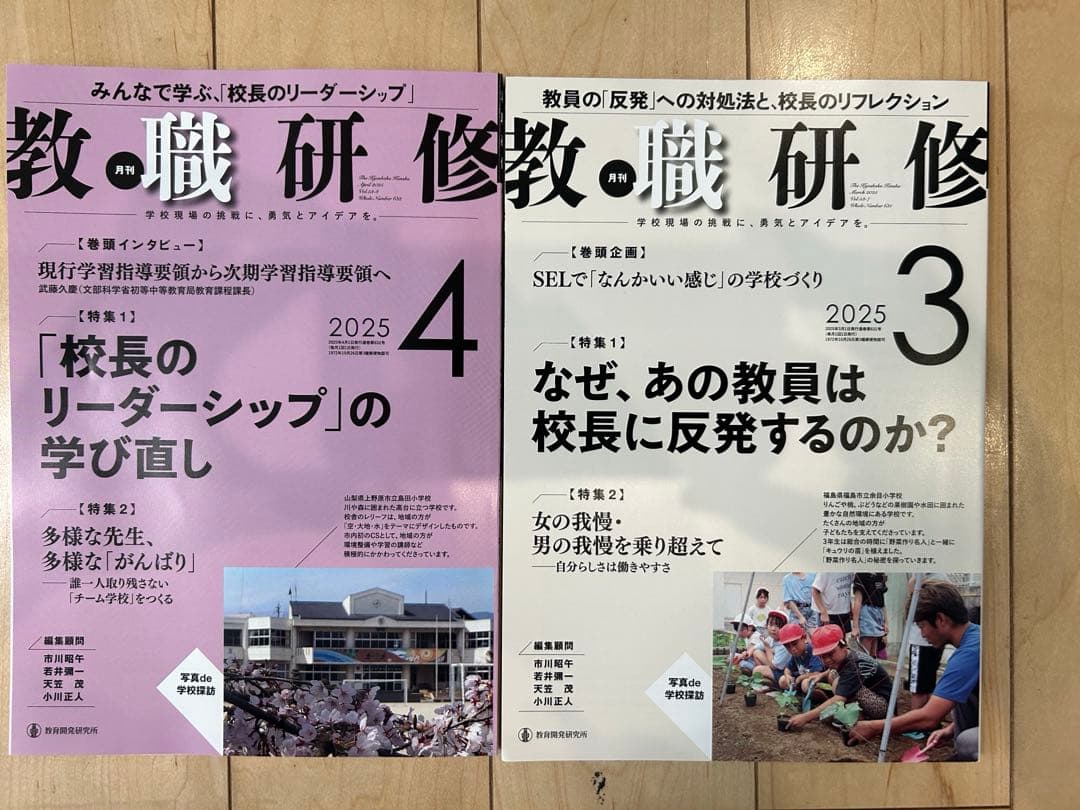 みんなで学ぶ、「校長のリーダーシップ」
教月刊職研修
The Kyoshoku Kenshu
April 2025
学校現場の挑戦に、勇気とアイデアを。
【巻頭インタビュー】
現行学習指導要領から次期学習指導要領へ
武藤久慶(文部科学省初等中等教育局教育課程課長)
2025
4
【特集1】
「校長の
リーダーシップ」の
学び直し
【特集2】
多様な先生、
多様な「がんばり」
誰一人取り残さない
「チーム学校」をつくる
山梨県上野原市立島田小学校
川や森に囲まれた高台に立つ学校です。
校舎のレリーフは、地域の方が
「空・大地・水」をテーマにデザインしたものです。
市内初のCSとして、地域の方が
環境整備や学習の講師など
積極的にかかわってくださっています。
編集顧問
市川昭午
若井彌一
天笠 茂
小川正人
写真de
学校探訪
教育開発研究所
教員の「反発」への対処法と、校長のリフレクション
教月刊職研修
The Kyoshoku Kenshu
March 2025
学校現場の挑戦に、勇気とアイデアを。
【巻頭企画】
SELで「なんかいい感じ」の学校づくり
2025
3
【特集1】
なぜ、あの教員は
校長に反発するのか?
【特集2】
女の我慢・
男の我慢を乗り超えて
自分らしさは働きやすさ
福島県福島市立余目小学校
りんごや桃、ぶどうなどの果樹園や水田に囲まれた
豊かな自然環境にある学校です。
たくさんの地域の方が
子どもたちを支えてくださっています。
3年生は総合の時間に「野菜作り名人」と一緒に
「キュウリの苗」を植えました。
「野菜作り名人」の秘密を探っていきます。
編集顧問
市川昭午
若井彌一
天笠 茂
小川正人
写真de
学校探訪
教育開発研究所